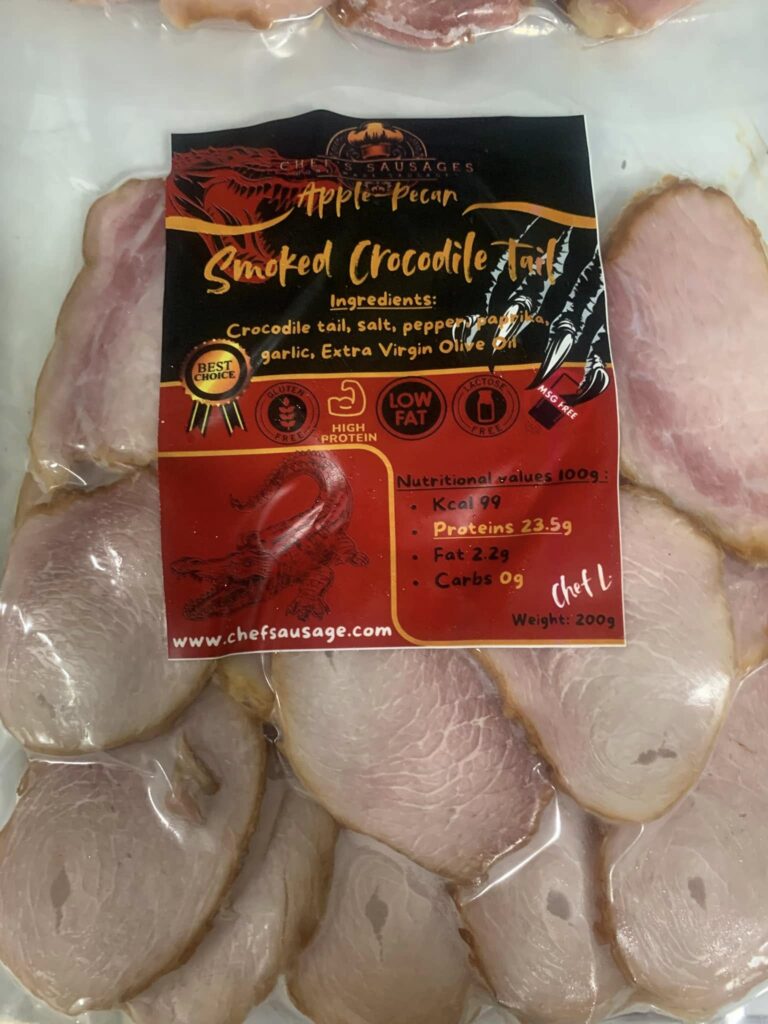 CHEF'S SAUSAGES
Apple-Pecan
Smoked Crocodile Tail
Ingredients:
Crocodile tail, salt, pepper, paprika,
garlic, Extra Virgin Olive Oil
BEST
CHOICE
GLUTEN
FREE
HIGH
PROTEIN
LOW
FAT
LACTOSE
FREE
MSG FREE
Nutritional values 100g :
• Kcal 99
• Proteins 23.5g
• Fat 2.2g
• Carbs 0g
Chef L.
Weight: 200g
www.chefsausage.com